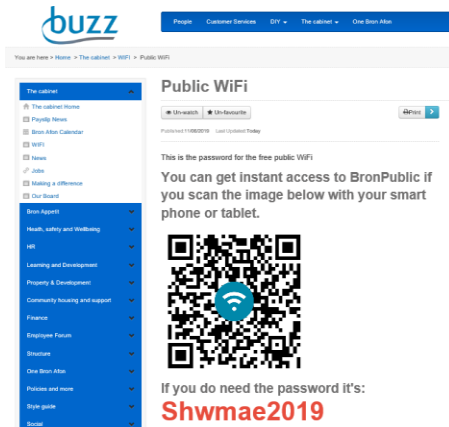 buzz
People Customer Services DIY The cabinet One Bron Afon
You are here > Home > The cabinet > WiFi > Public WiFi
The cabinet
The cabinet Home
Payslip News
Bron Afon Calendar
WIFI
News
Jobs
Making a difference
Our Board
Bron Appetit
Heath, safety and Wellbeing
HR
Learning and Development
Property & Development
Community housing and support
Finance
Employee Forum
Structure
One Bron Afon
Policies and more
Style guide
Social
Public WiFi
Un-watch Un-favourite Print
Published 11/09/2019 Last Updated Today
This is the password for the free public WiFi
You can get instant access to BronPublic if
you scan the image below with your smart
phone or tablet.
If you do need the password it's:
Shwmae2019